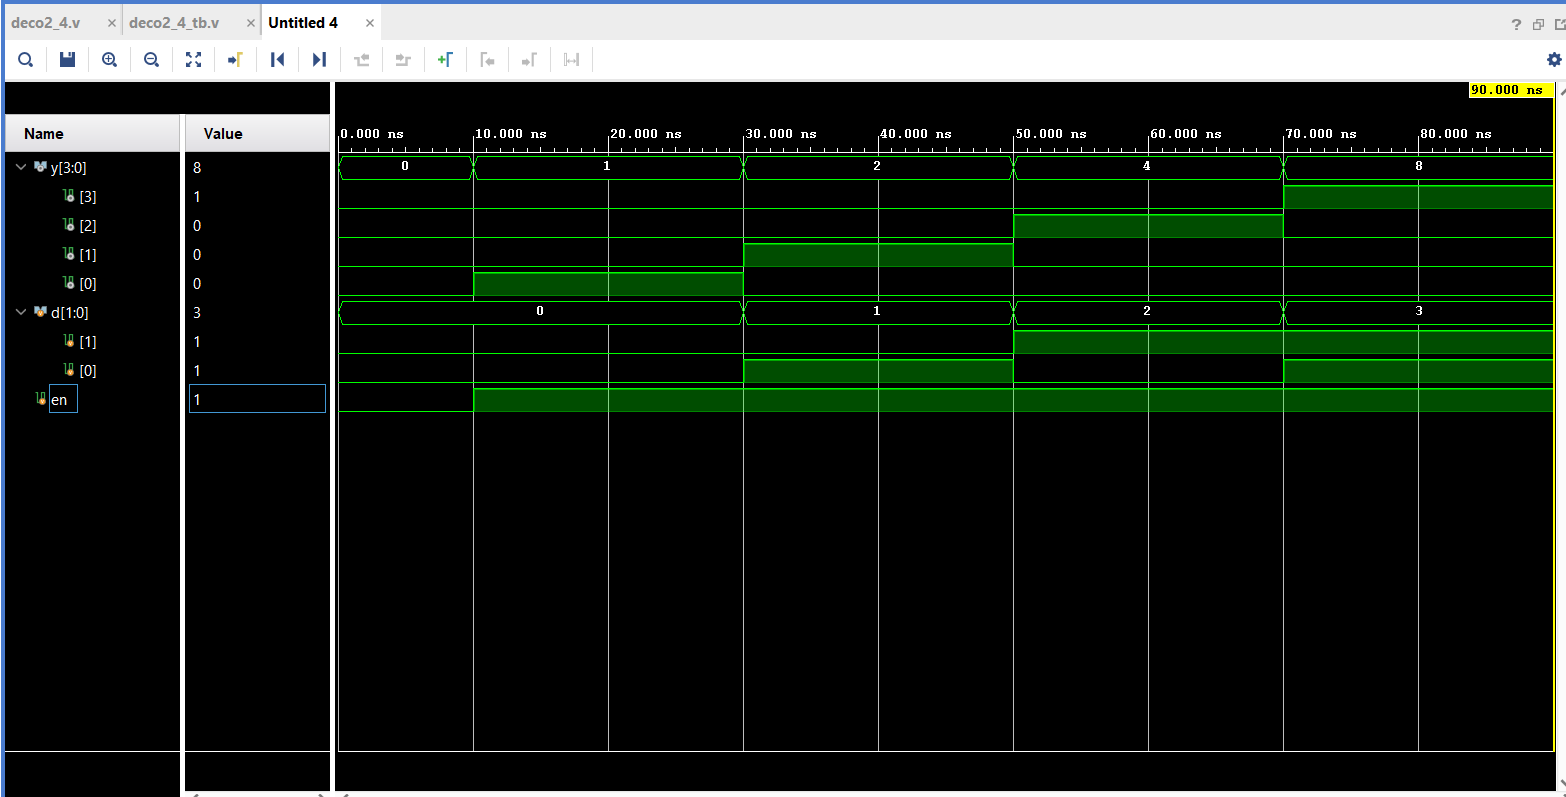 deco2_4.v × deco2_4_tb.v × Untitled 4 ×
?
90.000 ns
Name Value 0.000 ns 10.000 ns 20.000 ns 30.000 ns 40.000 ns 50.000 ns 60.000 ns 70.000 ns 80.000 ns
y[3:0] 8 0 1 2 4 8
[3] 1
[2] 0
[1] 0
[0] 0
d[1:0] 3 0 1 2 3
[1] 1
[0] 1
en 1